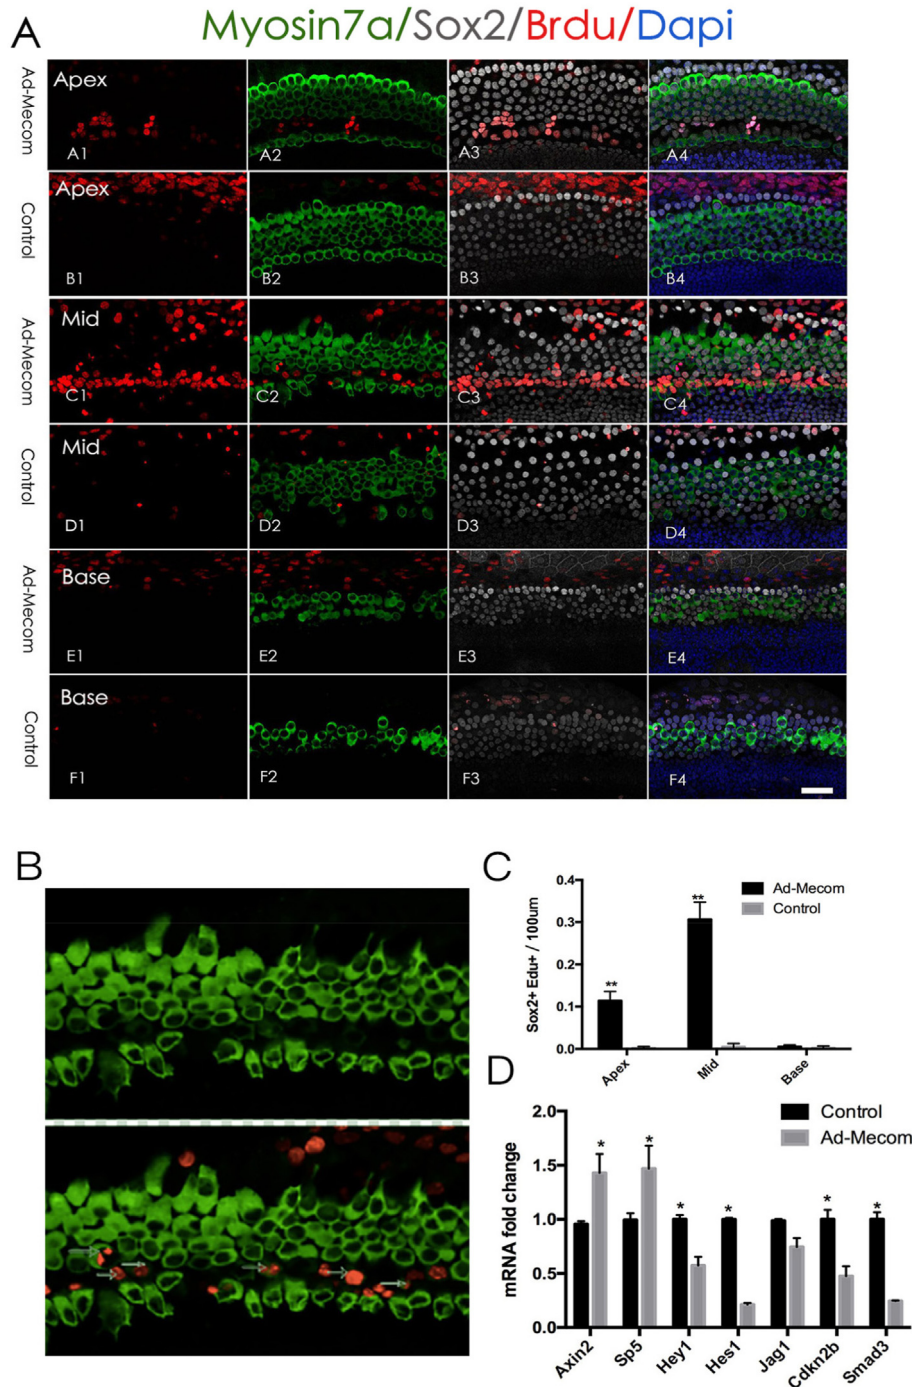 Myosin7a/Sox2/Brdu/Dapi
A
Ad-Mecom
Apex
A1
A2
A3
A4
Control
Apex
B1
B2
B3
B4
Ad-Mecom
Mid
C1
C2
C3
C4
Control
Mid
D1
D2
D3
D4
Ad-Mecom
Base
E1
E2
E3
E4
Control
Base
F1
F2
F3
F4
B
C
Sox2+ Edu+ / 100um
0.4
0.3
0.2
0.1
0.0
**
**
Ad-Mecom
Control
Apex
Mid
Base
D
mRNA fold change
2.0
1.5
1.0
0.5
0.0
Control
Ad-Mecom
*
*
*
*
*
*
Axin2
Sp5
Hey1
Hes1
Jag1
Cdkn2b
Smad3